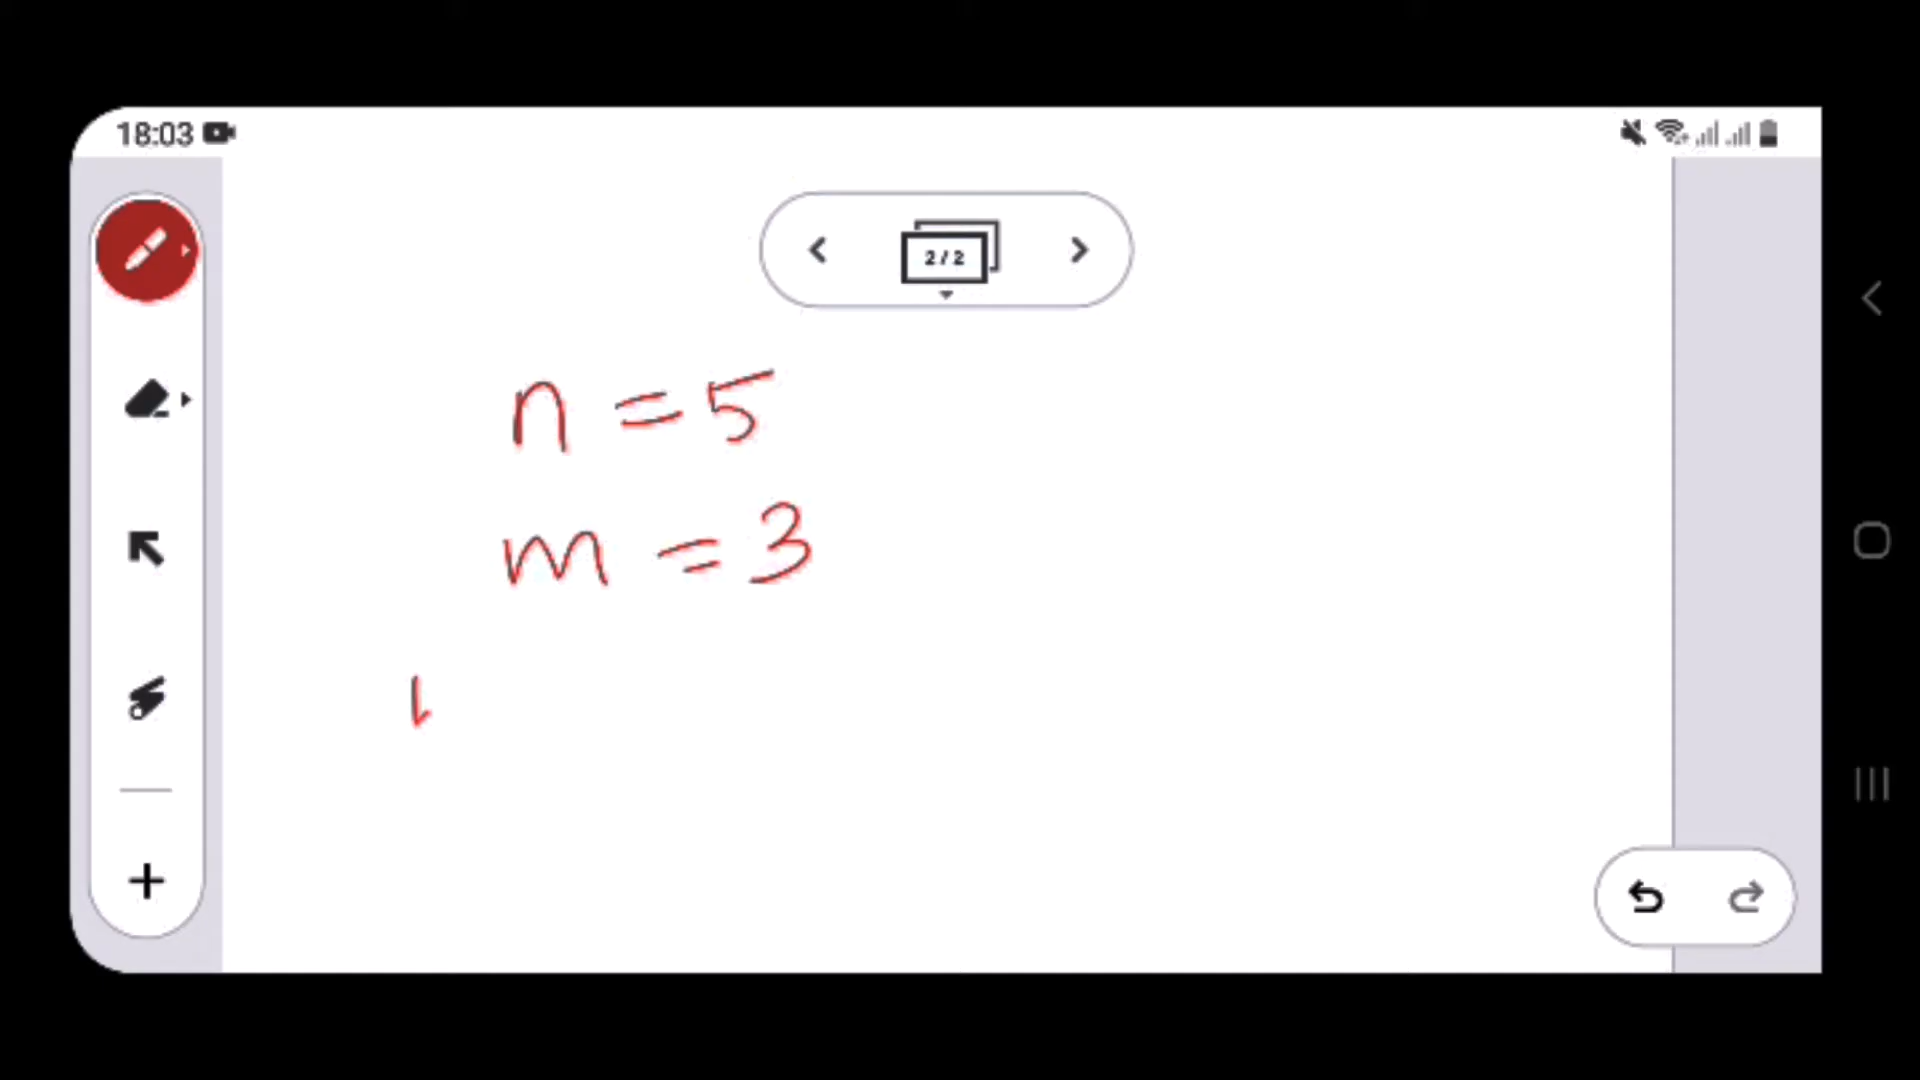 18:03
2/2
n = 5
m = 3